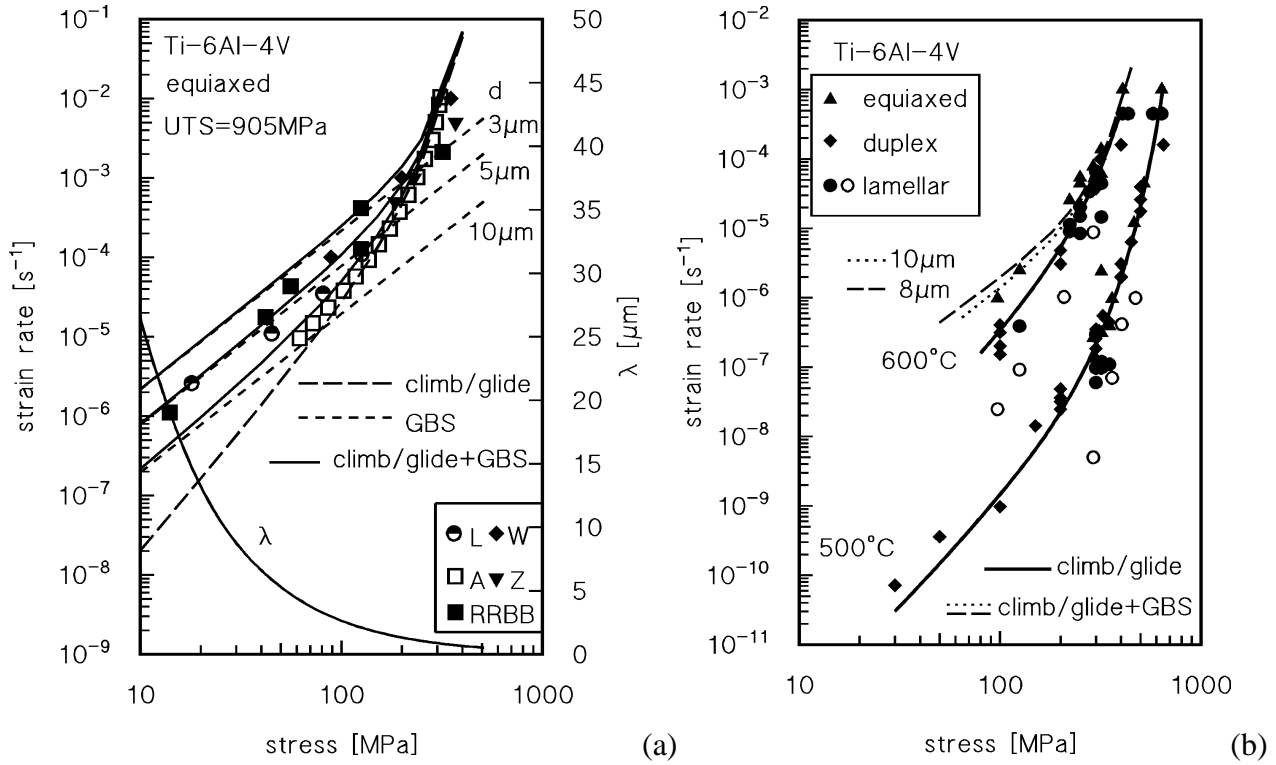 Ti-6Al-4V
equiaxed
UTS=905MPa
d
3μm
5μm
10μm
climb/glide
GBS
climb/glide+GBS
λ
L W
A Z
RRBB
10⁻¹
10⁻²
10⁻³
10⁻⁴
10⁻⁵
10⁻⁶
10⁻⁷
10⁻⁸
10⁻⁹
strain rate [s⁻¹]
50
45
40
35
30
25
20
15
10
5
0
λ [μm]
10 100 1000
stress [MPa]
(a)
Ti-6Al-4V
equiaxed
duplex
lamellar
10μm
8μm
600°C
500°C
climb/glide
climb/glide+GBS
10⁻²
10⁻³
10⁻⁴
10⁻⁵
10⁻⁶
10⁻⁷
10⁻⁸
10⁻⁹
10⁻¹⁰
10⁻¹¹
strain rate [s⁻¹]
10 100 1000
stress [MPa]
(b)